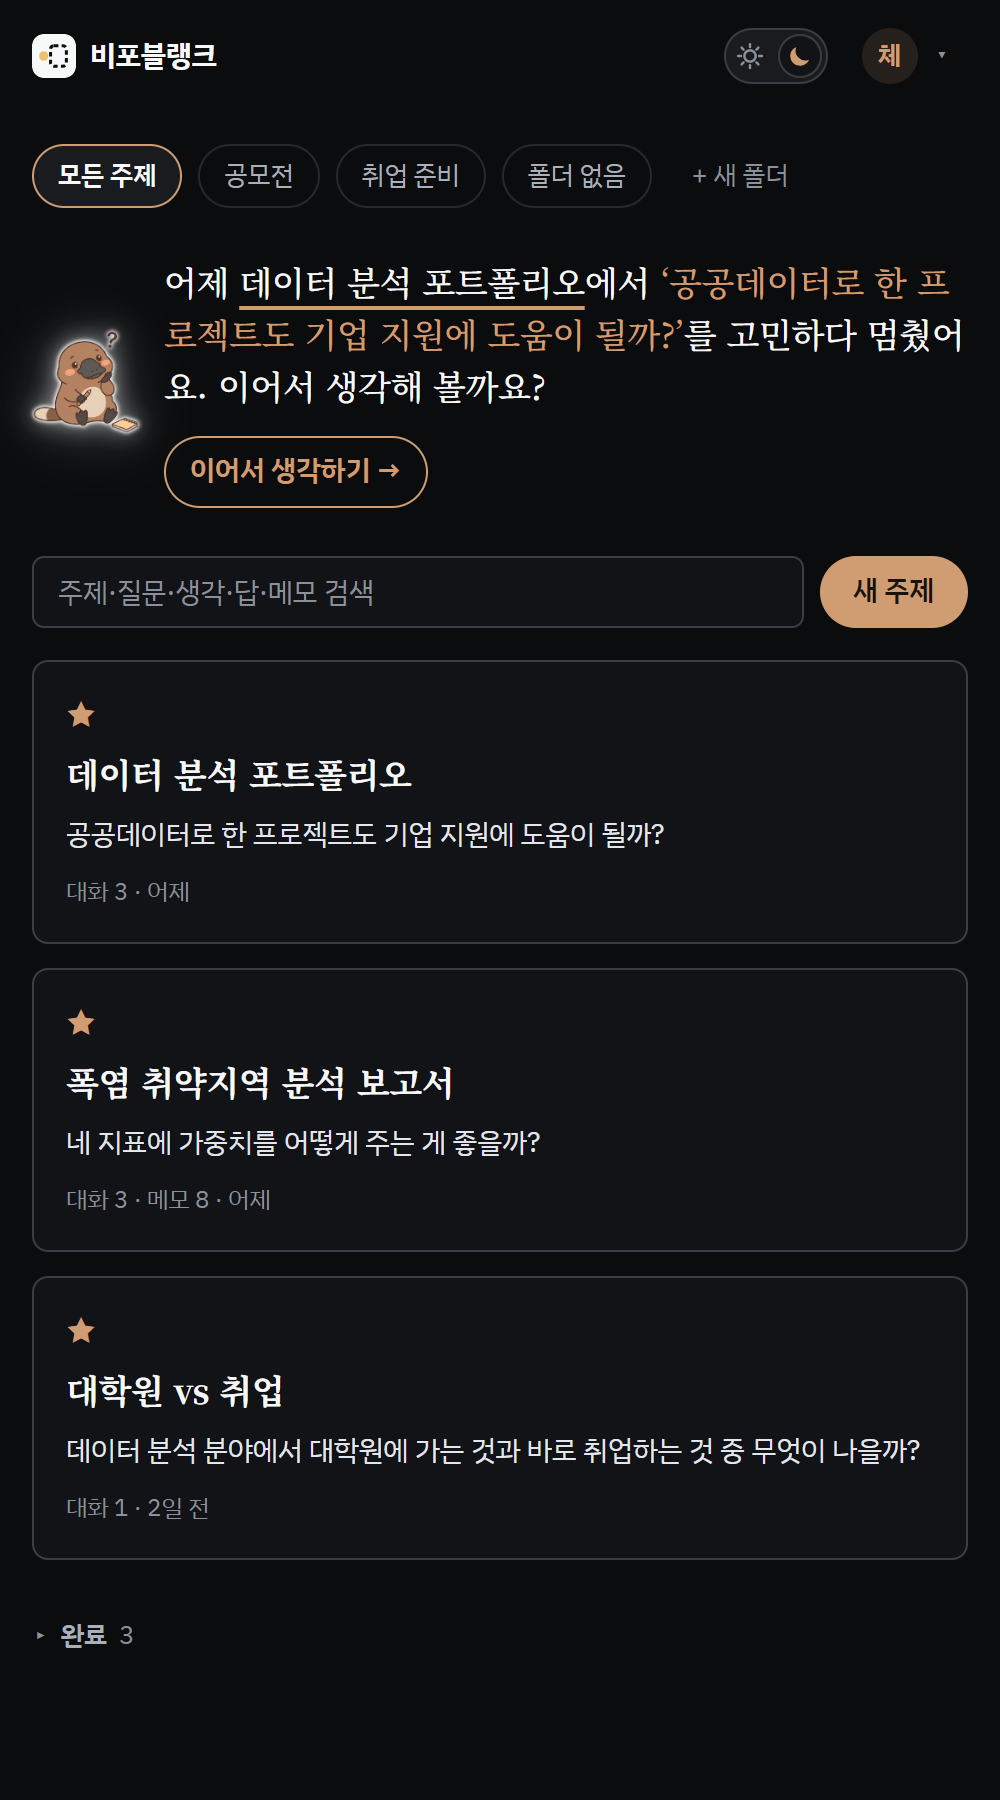 비포블랭크
체
모든 주제
공모전
취업 준비
폴더 없음
+ 새 폴더
어제 데이터 분석 포트폴리오에서 ‘공공데이터로 한 프
로젝트도 기업 지원에 도움이 될까?’를 고민하다 멈췄어
요. 이어서 생각해 볼까요?
?
이어서 생각하기 →
주제·질문·생각·답·메모 검색
새 주제
데이터 분석 포트폴리오
공공데이터로 한 프로젝트도 기업 지원에 도움이 될까?
대화 3 · 어제
폭염 취약지역 분석 보고서
네 지표에 가중치를 어떻게 주는 게 좋을까?
대화 3 · 메모 8 · 어제
대학원 vs 취업
데이터 분석 분야에서 대학원에 가는 것과 바로 취업하는 것 중 무엇이 나을까?
대화 1 · 2일 전
완료 3